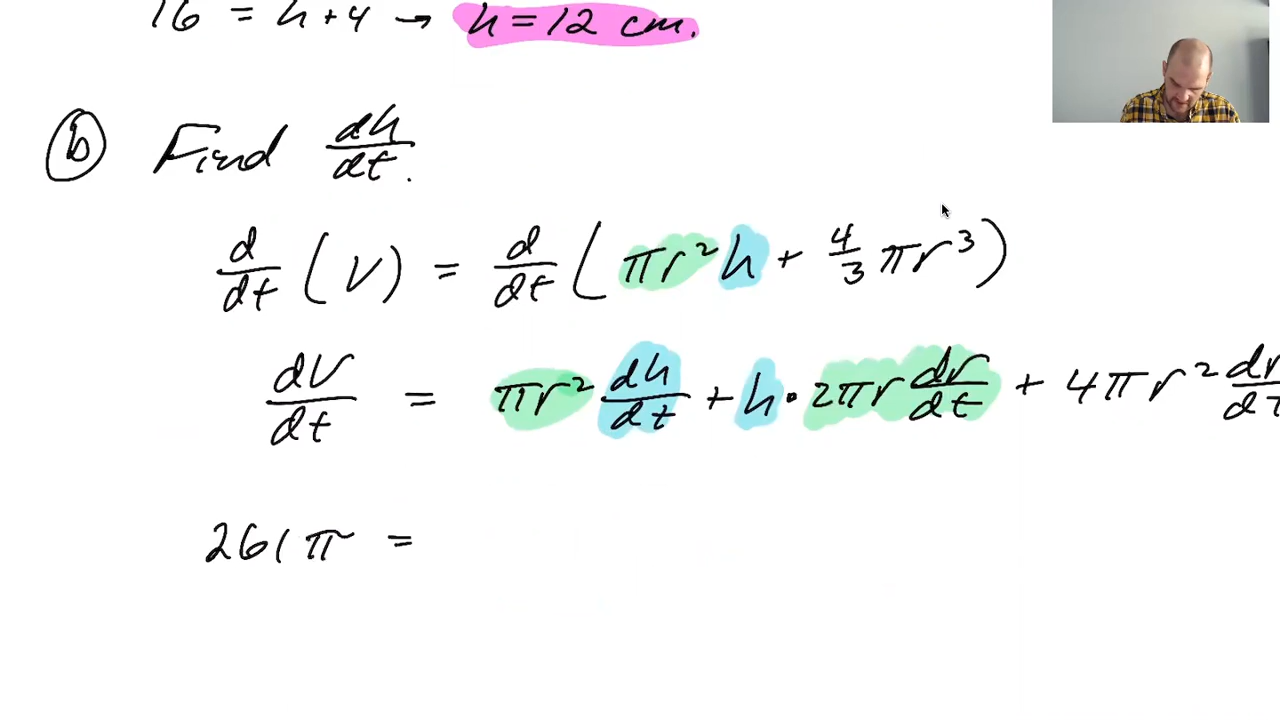 16 = h + 4 → h = 12 cm.
(b) Find dh/dt.
d/dt (V) = d/dt (πr²h + 4/3 πr³)
dV/dt = πr² dh/dt + h · 2πr dr/dt + 4πr² dr/dt
261π =